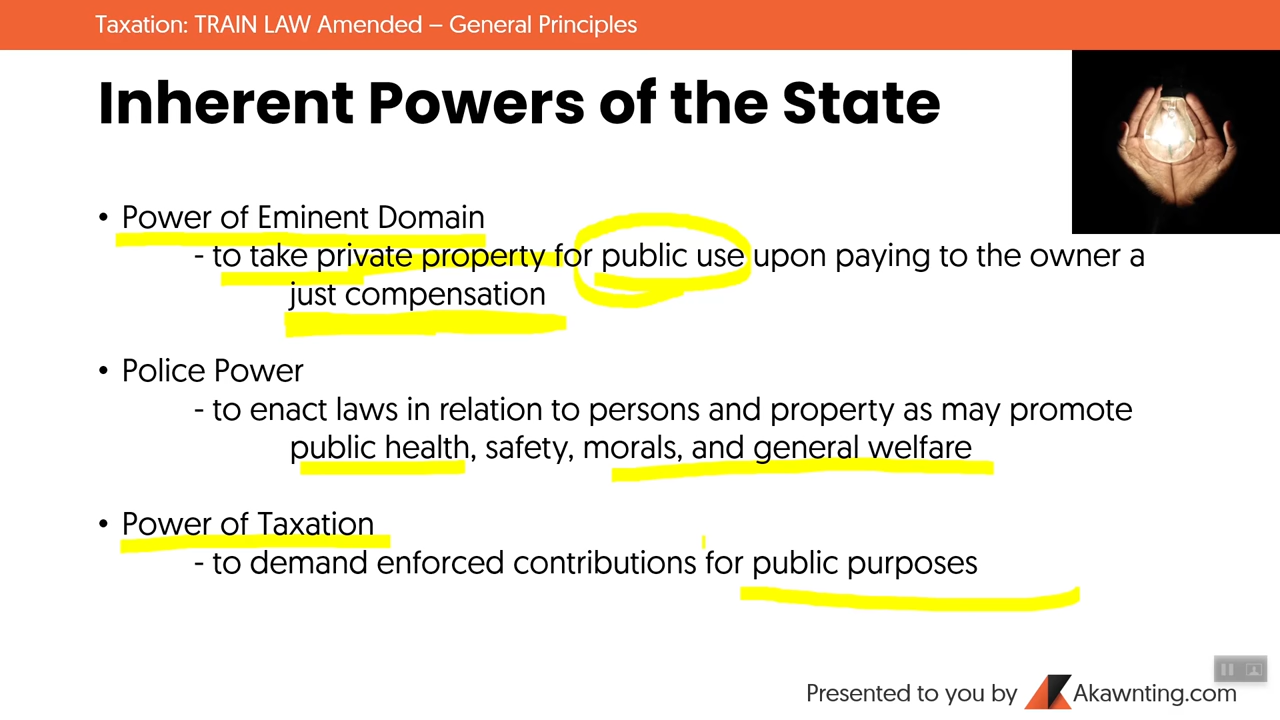 Taxation: TRAIN LAW Amended – General Principles
Inherent Powers of the State
• Power of Eminent Domain
- to take private property for public use upon paying to the owner a
just compensation
• Police Power
- to enact laws in relation to persons and property as may promote
public health, safety, morals, and general welfare
• Power of Taxation
- to demand enforced contributions for public purposes
Presented to you by Akawnting.com